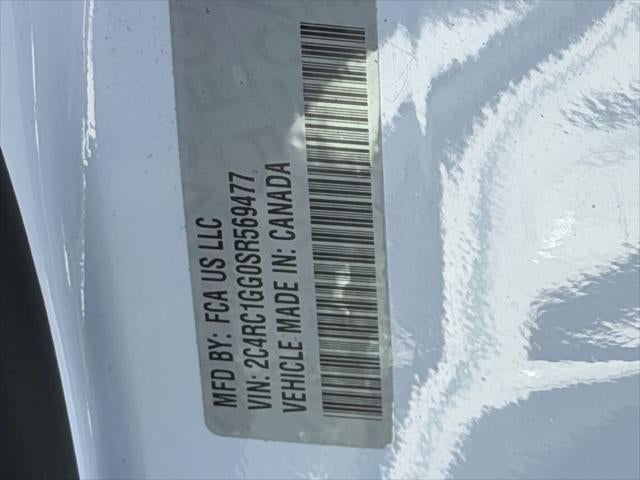 MFD BY: FCA US LLC
VIN: 2C4RC1GG0SR569477
VEHICLE MADE IN: CANADA